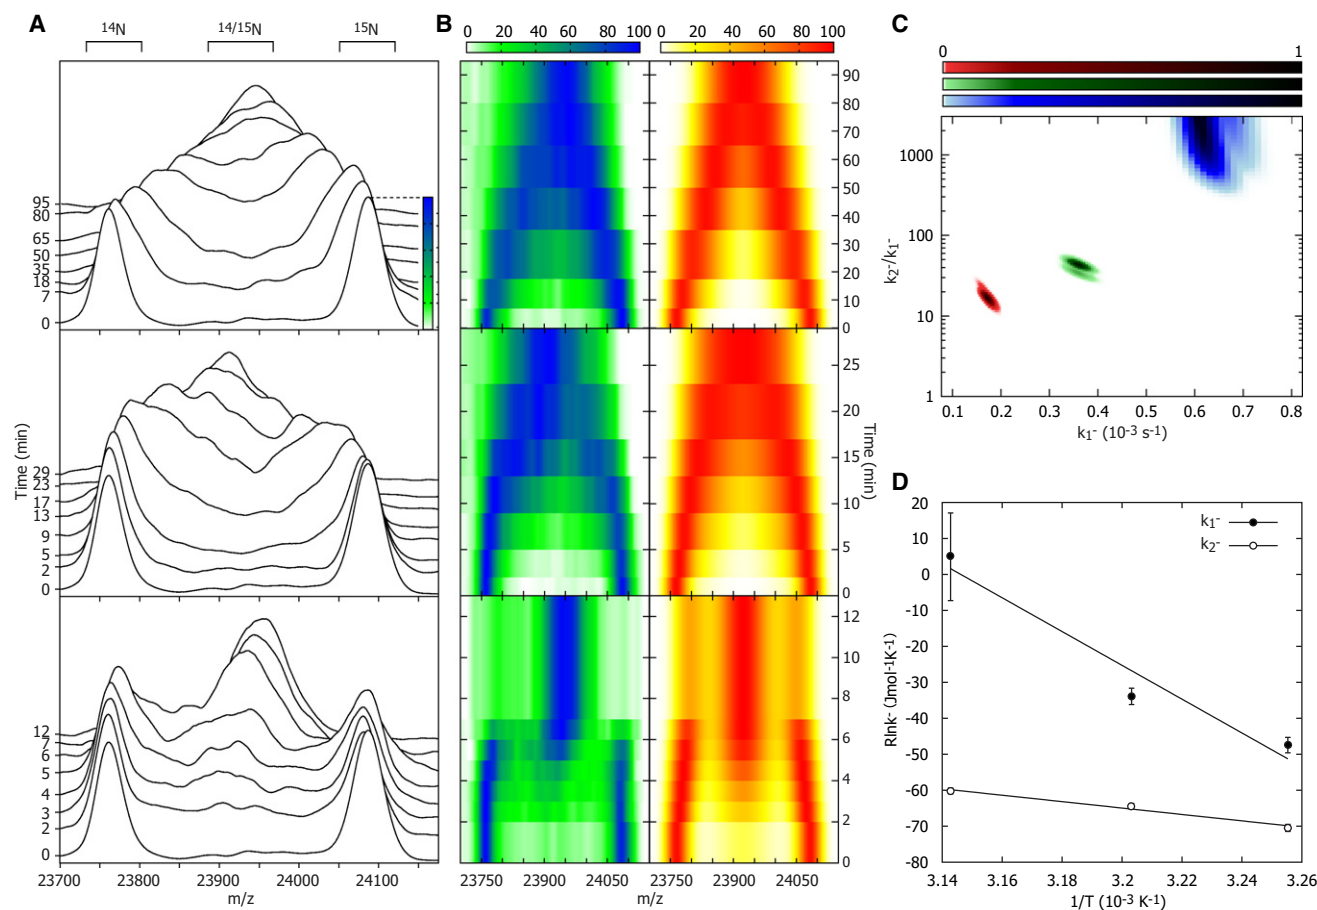 A
14N
14/15N
15N
95
80
65
50
35
18
7
0
29
23
17
13
9
5
2
0
12
7
6
5
4
3
2
0
Time (min)
23700 23800 23900 24000 24100
m/z
B
0 20 40 60 80 100
0 20 40 60 80 100
90
80
70
60
50
40
30
20
10
0
25
20
15
10
5
0
12
10
8
6
4
2
0
Time (min)
23750 23900 24050
23750 23900 24050
m/z
C
0 1
1000
100
10
1
k2-/k1-
0.1 0.2 0.3 0.4 0.5 0.6 0.7 0.8
k1- (10-3 s-1)
D
20
10
0
-10
-20
-30
-40
-50
-60
-70
-80
Rlnk- (Jmol-1K-1)
k1-
k2-
3.14 3.16 3.18 3.2 3.22 3.24 3.26
1/T (10-3 K-1)